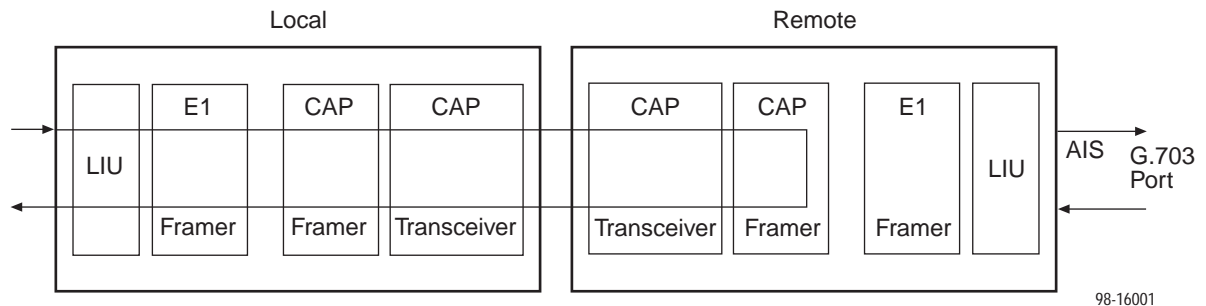 Local
Remote
LIU
E1
Framer
CAP
Framer
CAP
Transceiver
CAP
Transceiver
CAP
Framer
E1
Framer
LIU
AIS
G.703
Port
98-16001